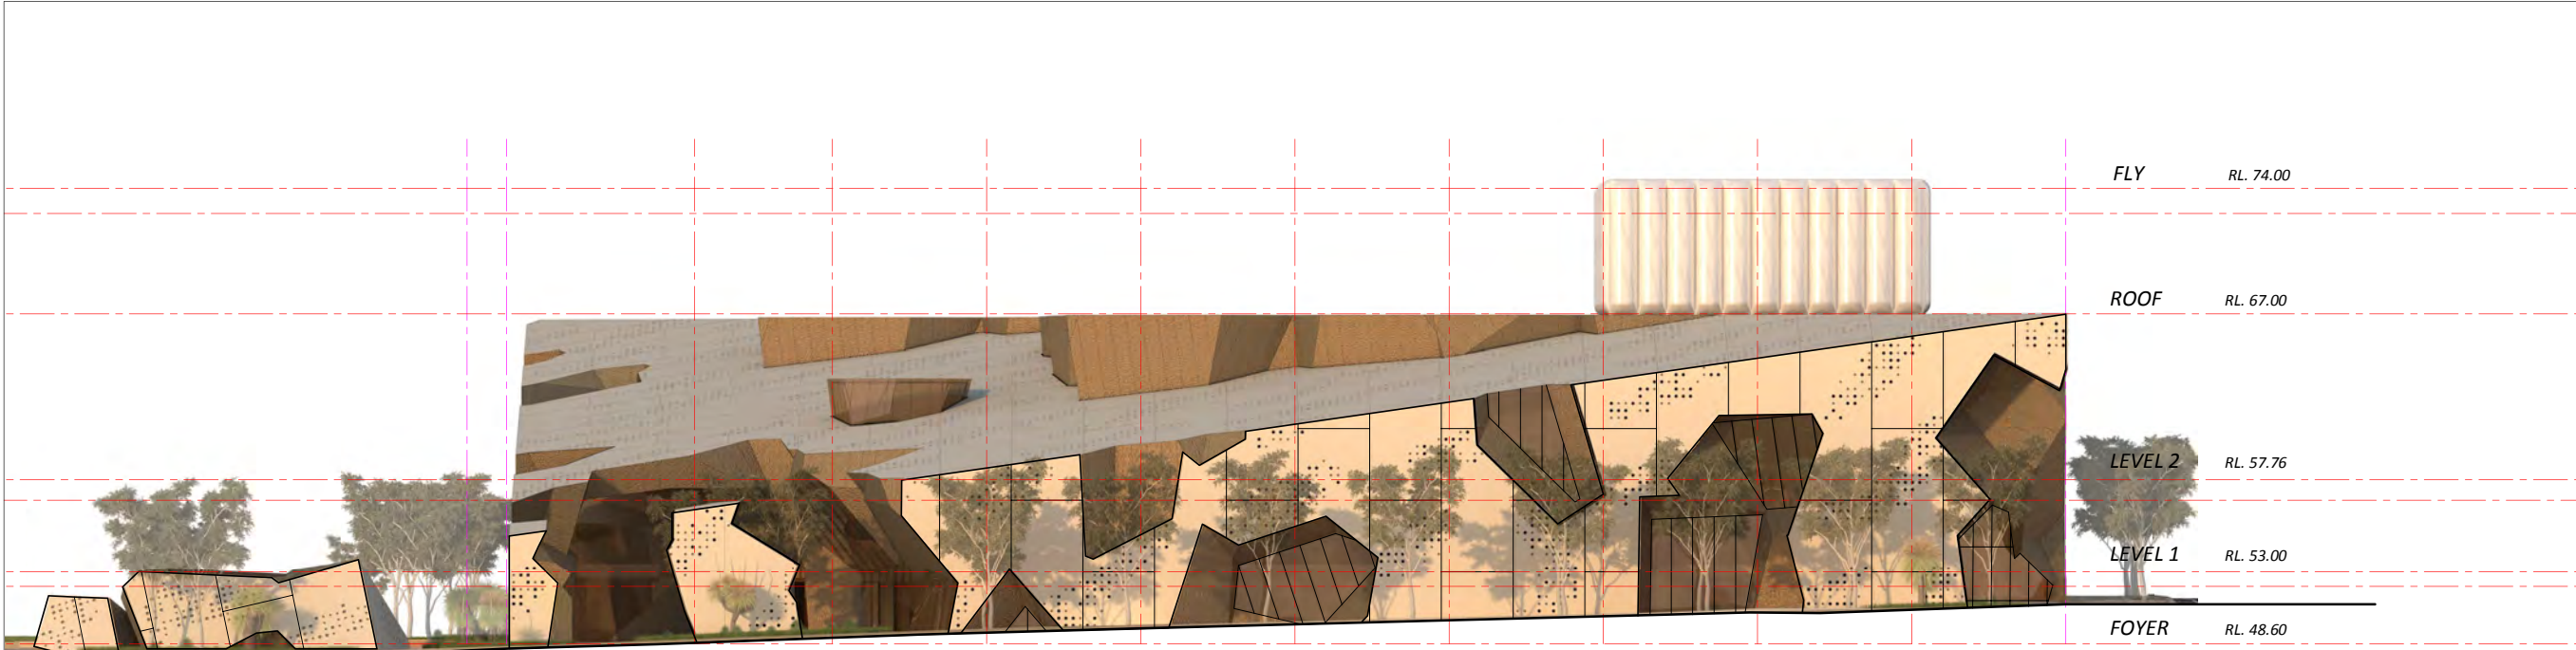 FLY RL. 74.00
ROOF RL. 67.00
LEVEL 2 RL. 57.76
LEVEL 1 RL. 53.00
FOYER RL. 48.60